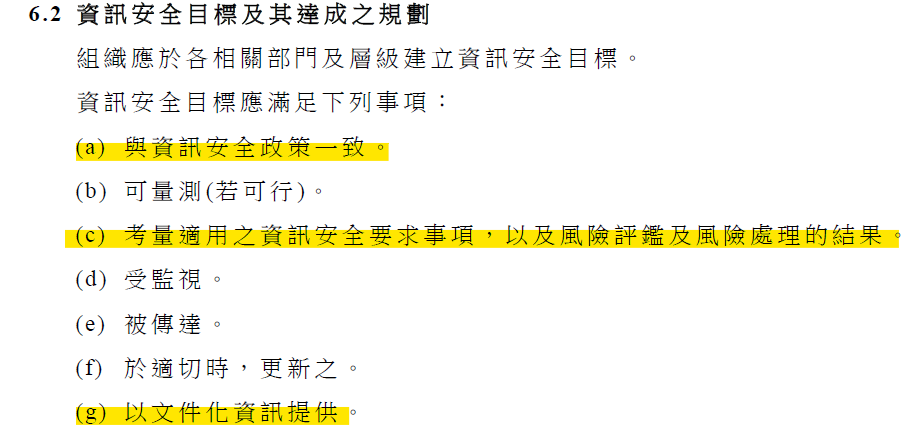 6.2 資訊安全目標及其達成之規劃
組織應於各相關部門及層級建立資訊安全目標。
資訊安全目標應滿足下列事項：
(a) 與資訊安全政策一致。
(b) 可量測(若可行)。
(c) 考量適用之資訊安全要求事項，以及風險評鑑及風險處理的結果。
(d) 受監視。
(e) 被傳達。
(f) 於適切時，更新之。
(g) 以文件化資訊提供。